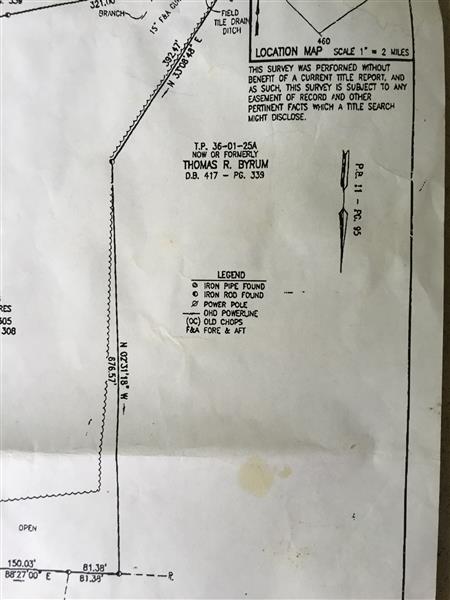 321.00'
BRANCH
15" F&A
FIELD
TILE DRAIN
DITCH
392.47'
N 33°08'48" E
460
LOCATION MAP SCALE 1" = 2 MILES
THIS SURVEY WAS PERFORMED WITHOUT
BENEFIT OF A CURRENT TITLE REPORT, AND
AS SUCH, THIS SURVEY IS SUBJECT TO ANY
EASEMENT OF RECORD AND OTHER
PERTINENT FACTS WHICH A TITLE SEARCH
MIGHT DISCLOSE.
T.P. 36-01-25A
NOW OR FORMERLY
THOMAS R. BYRUM
D.B. 417 - PG. 339
P.B. 11 - PG. 95
LEGEND
IRON PIPE FOUND
IRON ROD FOUND
POWER POLE
OHD POWERLINE
(OC) OLD CHOPS
F&A FORE & AFT
RES
305
308
N 02°31'18" W
676.57'
OPEN
150.03'
88°27'00" E
81.38'
81.38'